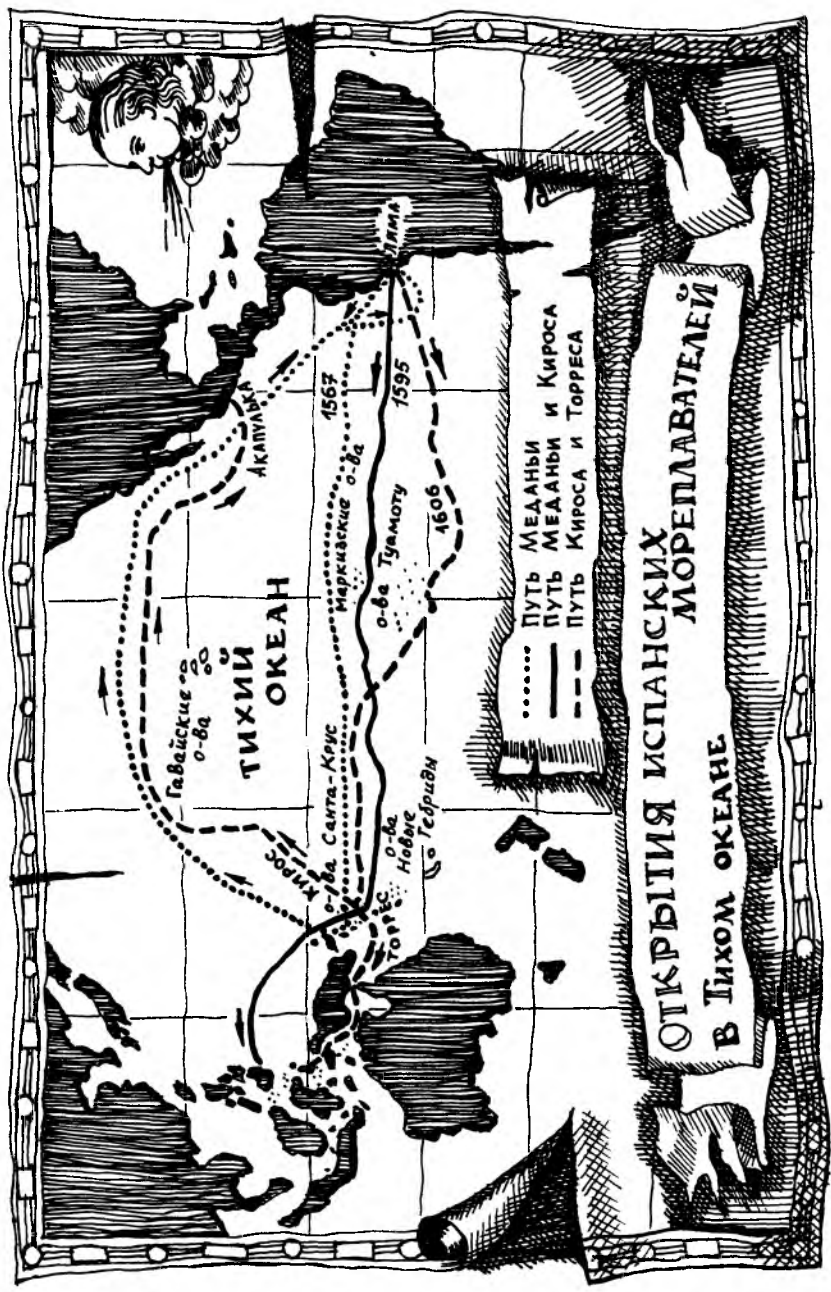 Лима
Акапулька
1567
1595
1606
Маркизские о-ва
о-ва Туамоту
Гавайские
о-ва
Тихий
океан
о-ва Санта-Крус
Кирос
Торрес
о-ва
Новые
Гебриды
Путь Меданьи
Путь Меданьи и Кироса
Путь Кироса и Торреса
Открытия испанских
мореплавателей
в Тихом океане